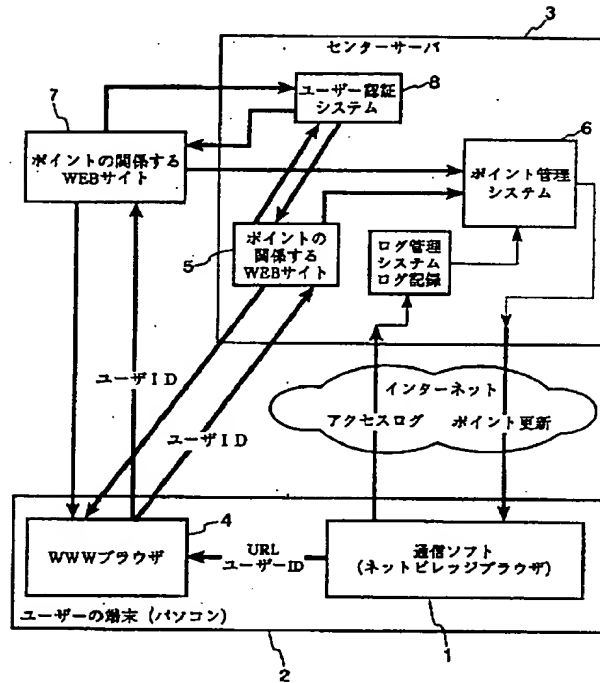 3
センターサーバ
7
8
ユーザー認証
システム
6
ポイントの関係する
WEBサイト
ポイント管理
システム
5
ポイントの
関係する
WEBサイト
ログ管理
システム
ログ記録
ユーザID
ユーザID
インターネット
アクセスログ
ポイント更新
4
WWWブラウザ
URL
ユーザーID
通信ソフト
(ネットビレッジブラウザ)
ユーザーの端末(パソコン)
2
1